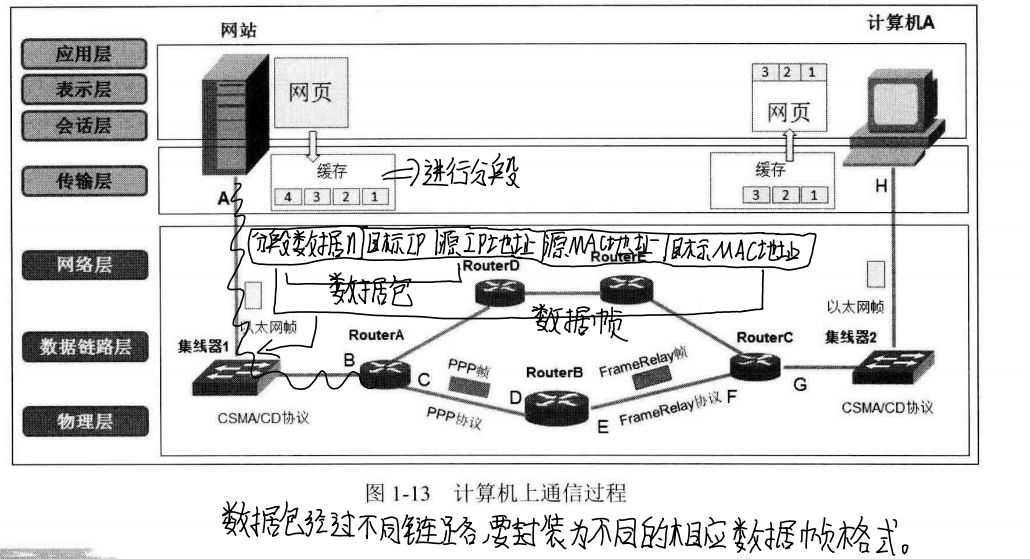 网站
计算机A
应用层
表示层
会话层
网页
3 2 1
网页
传输层
缓存
4 3 2 1
⇒进行分段
缓存
3 2 1
A
H
分段数据n 目标IP 源IP地址 源MAC地址 目标MAC地址
网络层
RouterD
RouterE
数据包
数据帧
以太网帧
以太网帧
数据链路层
集线器1
RouterA
RouterC
集线器2
B
C
PPP帧
RouterB
FrameRelay帧
D
E
F
G
CSMA/CD协议
PPP协议
FrameRelay协议
CSMA/CD协议
物理层
图 1-13 计算机上通信过程
数据包经过不同链路,要封装为不同的相应数据帧格式。